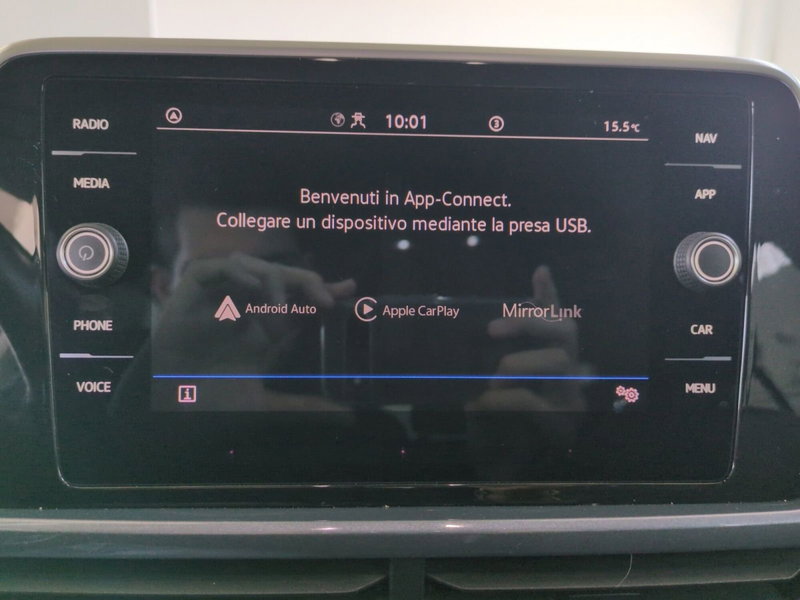 RADIO
MEDIA
PHONE
VOICE
10:01
3
15.5°C
Benvenuti in App-Connect.
Collegare un dispositivo mediante la presa USB.
Android Auto
Apple CarPlay
MirrorLink
i
NAV
APP
CAR
MENU